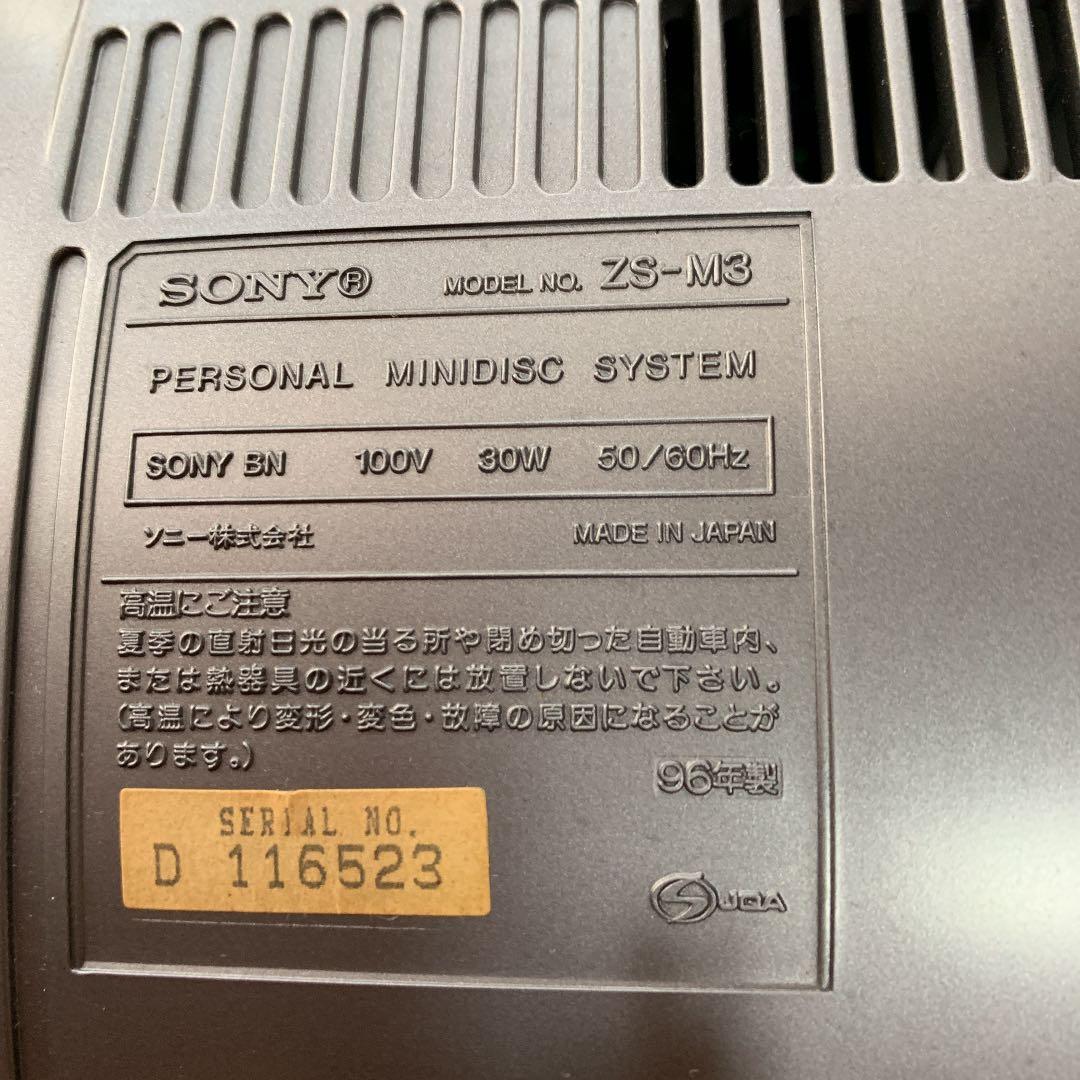 SONY® MODEL NO. ZS-M3
PERSONAL MINIDISC SYSTEM
SONY BN 100V 30W 50/60Hz
ソニー株式会社 MADE IN JAPAN
高温にご注意
夏季の直射日光の当る所や閉め切った自動車内、
または熱器具の近くには放置しないで下さい。
(高温により変形・変色・故障の原因になることが
あります。)
96年製
SERIAL NO.
D 116523
S JQA